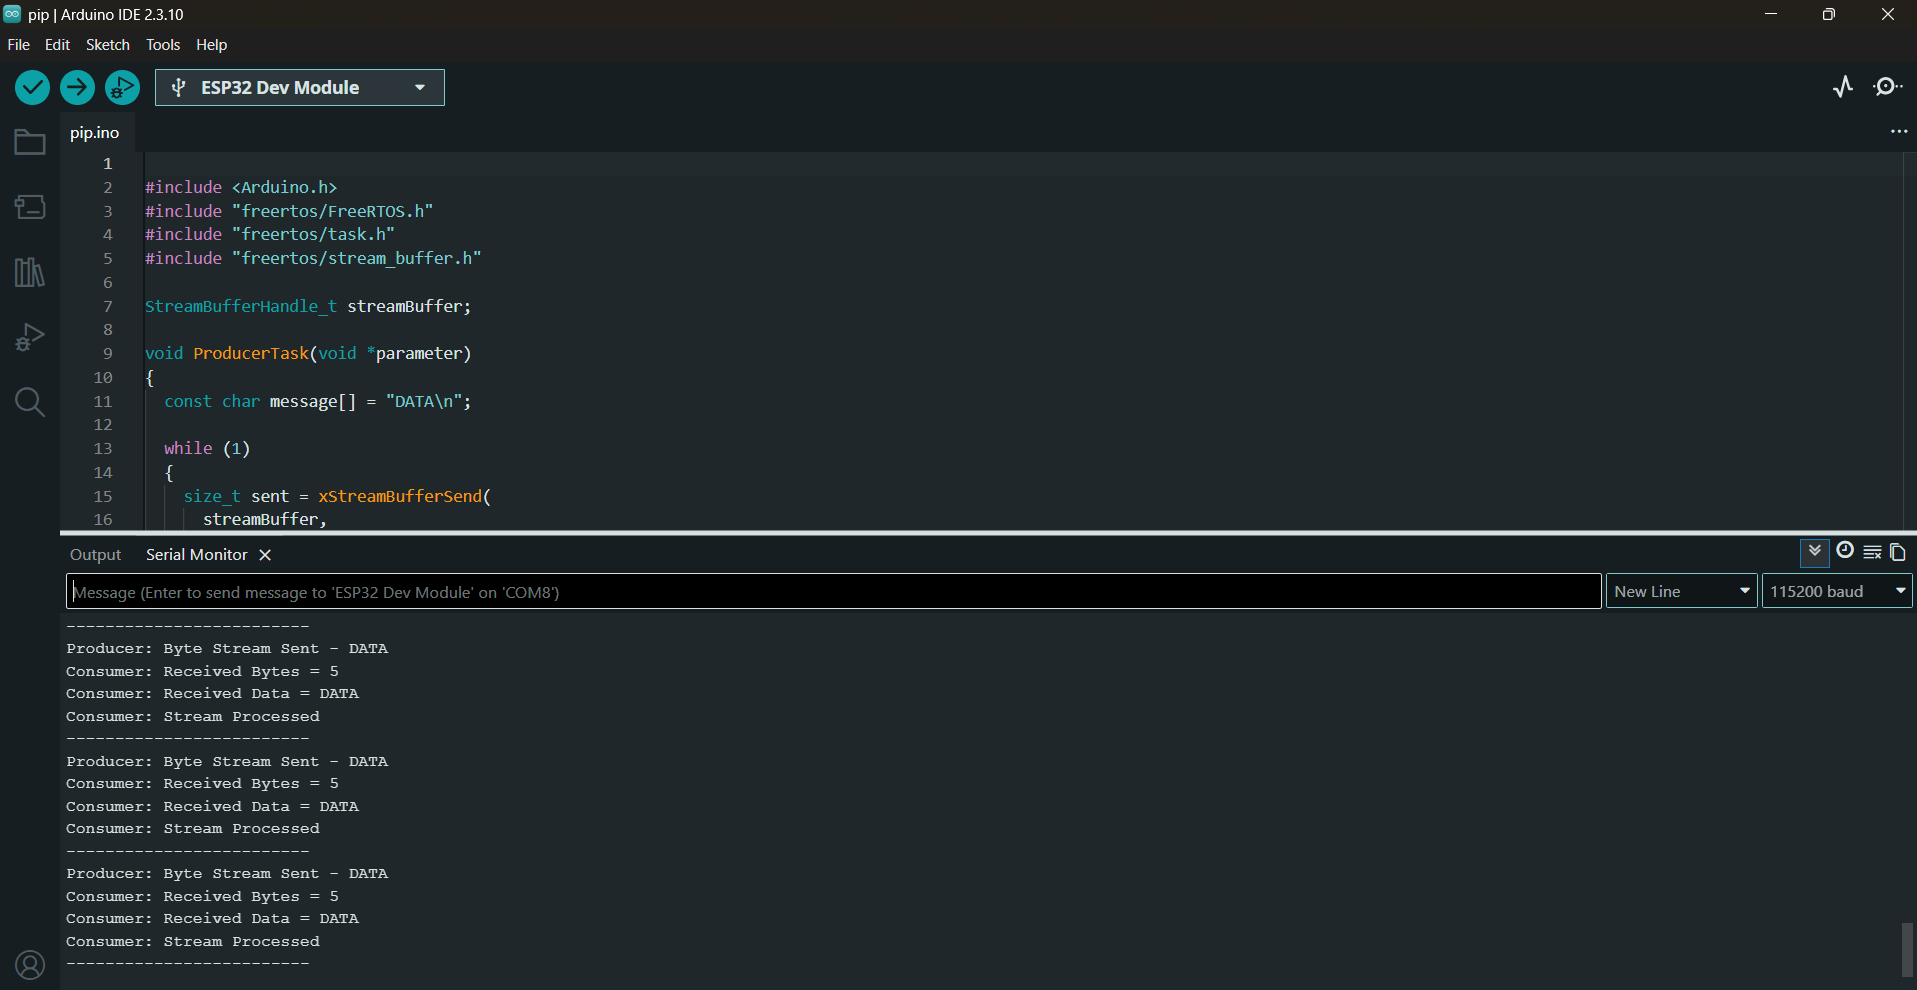 pip | Arduino IDE 2.3.10
File Edit Sketch Tools Help
ESP32 Dev Module
pip.ino
1
2 #include <Arduino.h>
3 #include "freertos/FreeRTOS.h"
4 #include "freertos/task.h"
5 #include "freertos/stream_buffer.h"
6
7 StreamBufferHandle_t streamBuffer;
8
9 void ProducerTask(void *parameter)
10 {
11 const char message[] = "DATA\n";
12
13 while (1)
14 {
15 size_t sent = xStreamBufferSend(
16 streamBuffer,
Output Serial Monitor
Message (Enter to send message to 'ESP32 Dev Module' on 'COM8') New Line 115200 baud
-------------------------
Producer: Byte Stream Sent - DATA
Consumer: Received Bytes = 5
Consumer: Received Data = DATA
Consumer: Stream Processed
-------------------------
Producer: Byte Stream Sent - DATA
Consumer: Received Bytes = 5
Consumer: Received Data = DATA
Consumer: Stream Processed
-------------------------
Producer: Byte Stream Sent - DATA
Consumer: Received Bytes = 5
Consumer: Received Data = DATA
Consumer: Stream Processed
-------------------------